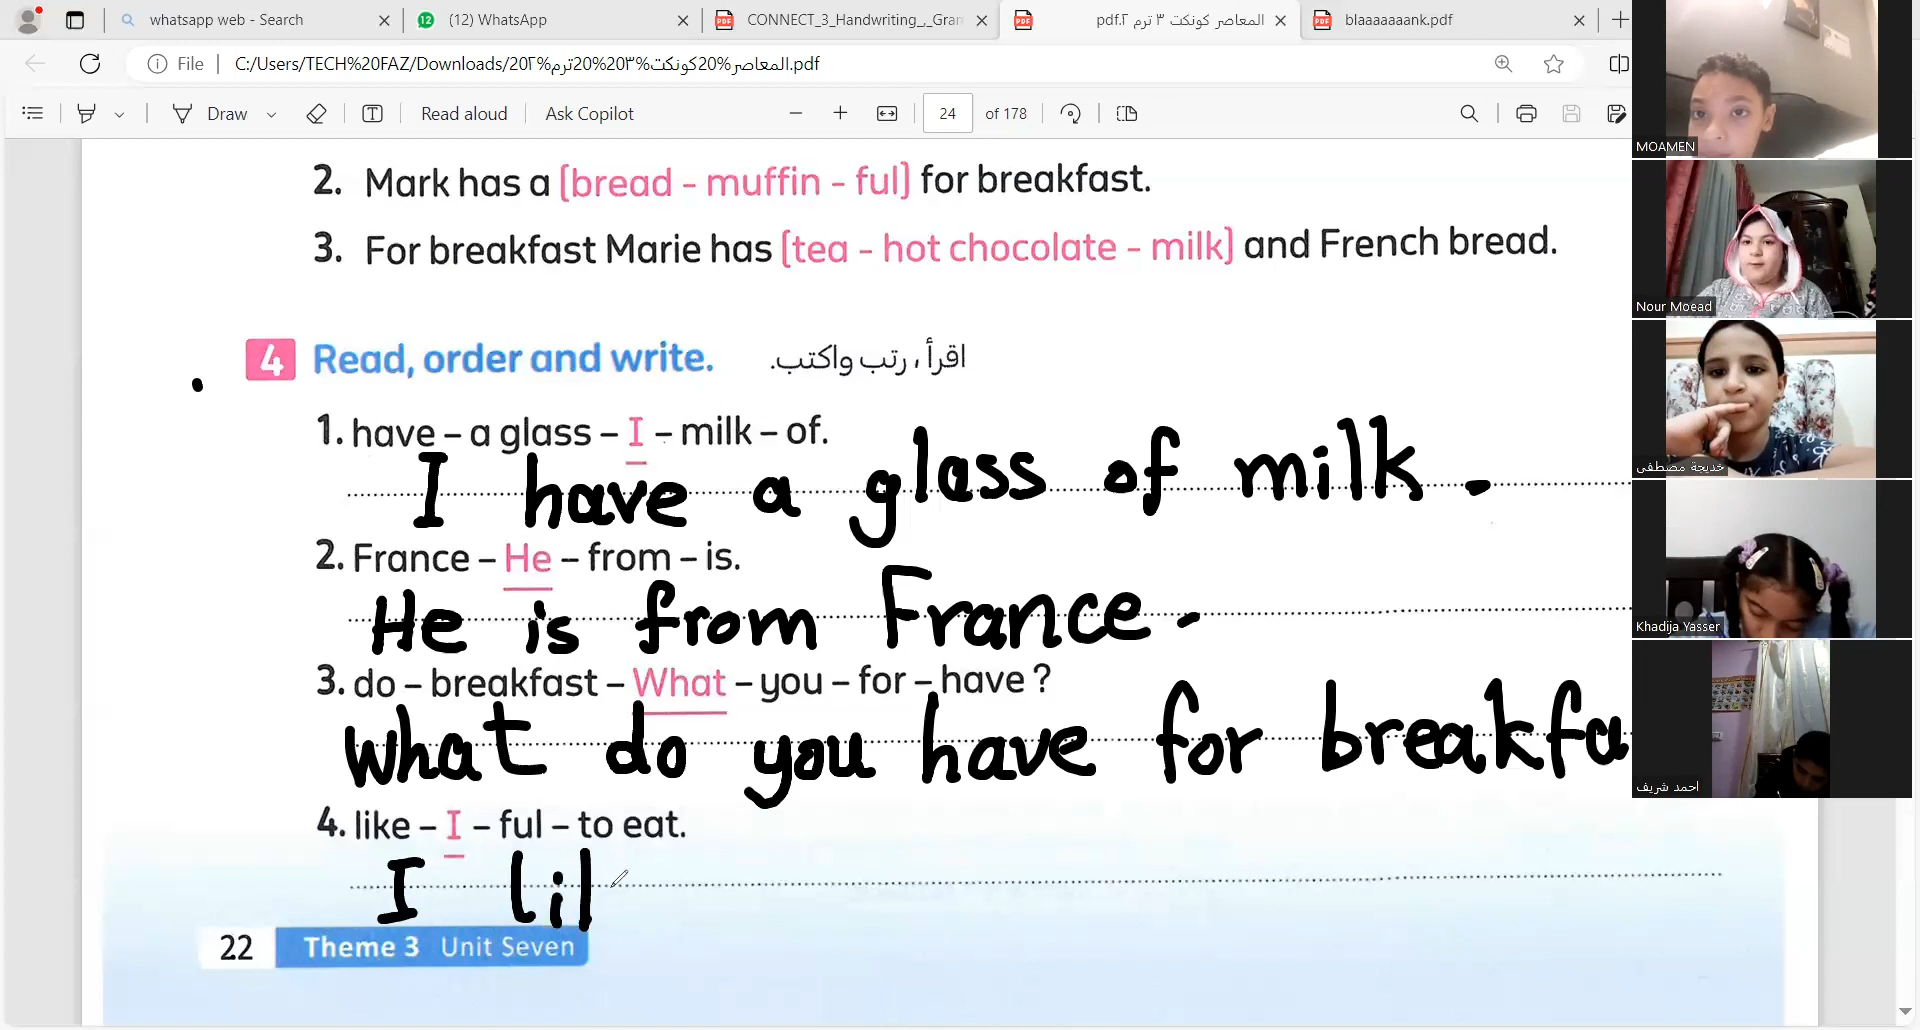 whatsapp web - Search
(12) WhatsApp
CONNECT_3_Handwriting_,_Gran
المعاصر كونكت ٣ ترم ٢.pdf
blaaaaaaank.pdf
File
C:/Users/TECH%20FAZ/Downloads/المعاصر%20كونكت%20٣%20ترم%20٢.pdf
Draw
Read aloud
Ask Copilot
24 of 178
2. Mark has a (bread - muffin - ful) for breakfast.
3. For breakfast Marie has (tea - hot chocolate - milk) and French bread.
4 Read, order and write. اقرأ، رتب واكتب.
1. have – a glass – I – milk – of.
I have a glass of milk.
2. France – He – from – is.
He is from France.
3. do – breakfast – What – you – for – have ?
What do you have for breakfa
4. like – I – ful – to eat.
I lil
22 Theme 3 Unit Seven
MOAMEN
Nour Moead
خديجة مصطفى
Khadija Yasser
احمد شريف